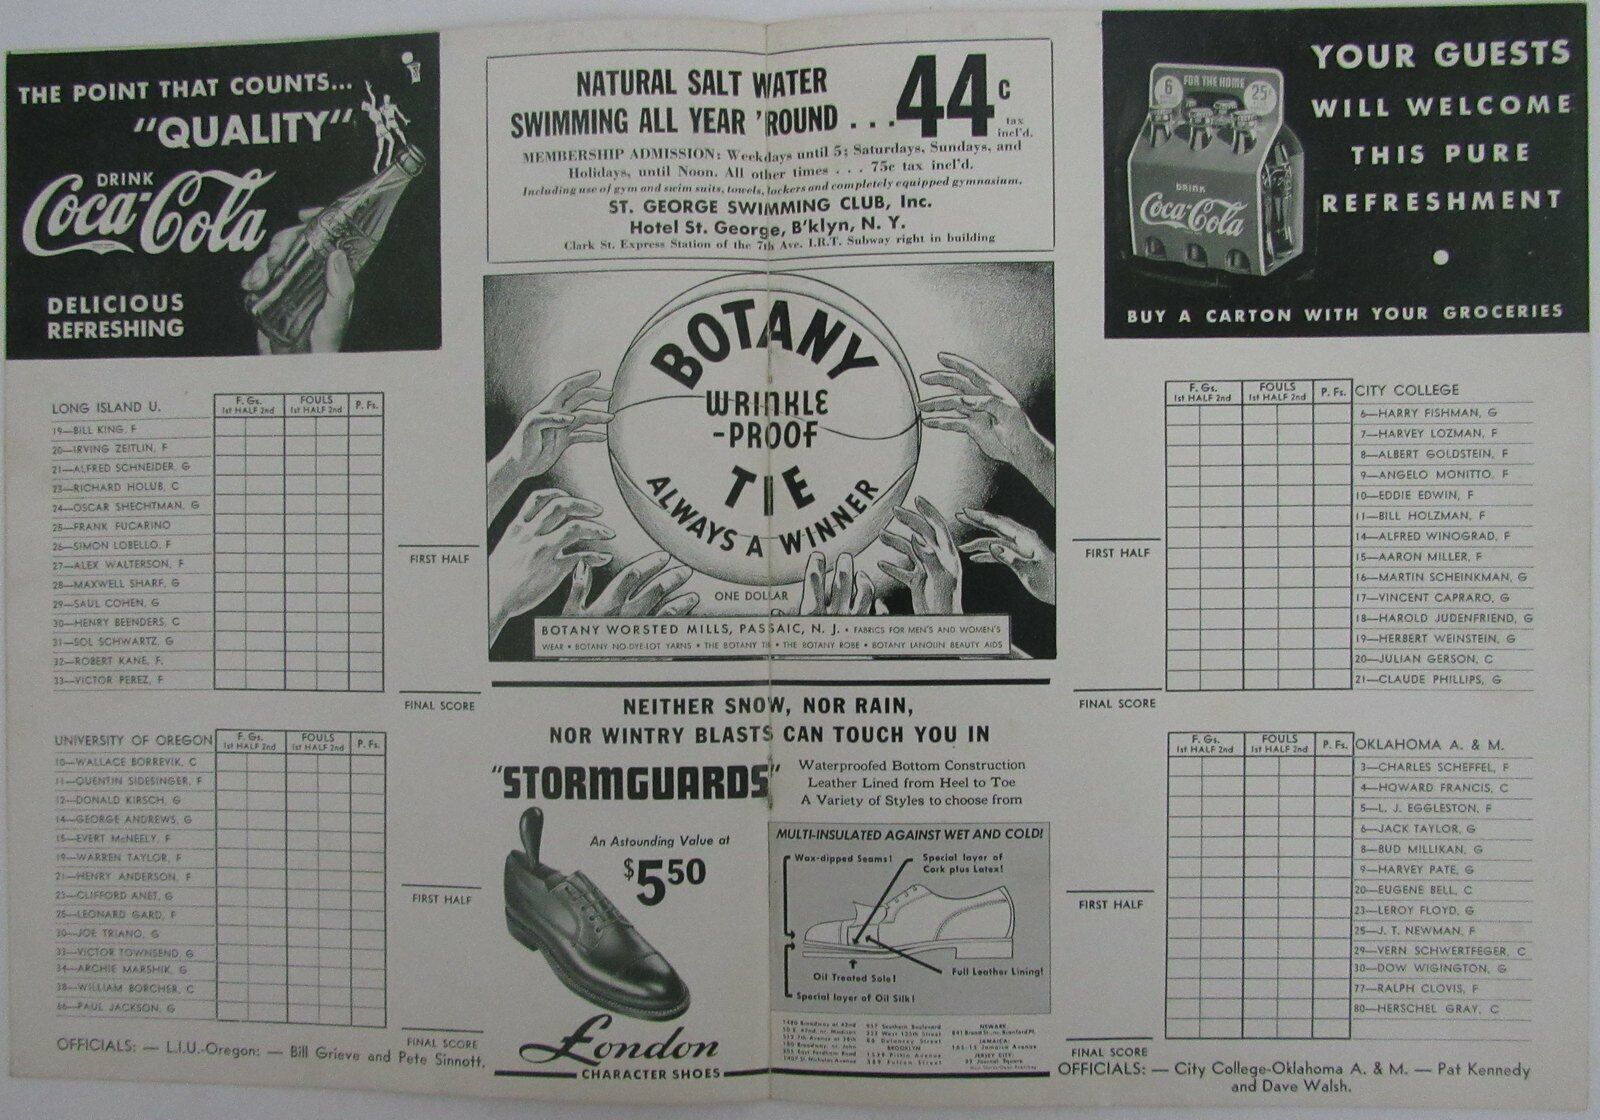 THE POINT THAT COUNTS...
"QUALITY"
DRINK
Coca-Cola
DELICIOUS
REFRESHING
NATURAL SALT WATER
SWIMMING ALL YEAR 'ROUND ... 44c
tax
incl'd.
MEMBERSHIP ADMISSION: Weekdays until 5; Saturdays, Sundays, and
Holidays, until Noon. All other times . . . 75c tax incl'd.
Including use of gym and swim suits, towels, lockers and completely equipped gymnasium.
ST. GEORGE SWIMMING CLUB, Inc.
Hotel St. George, B'klyn, N. Y.
Clark St. Express Station of the 7th Ave. I.R.T. Subway right in building
6 FOR THE HOME 25¢
DRINK
Coca-Cola
YOUR GUESTS
WILL WELCOME
THIS PURE
REFRESHMENT
BUY A CARTON WITH YOUR GROCERIES
BOTANY
WRINKLE
-PROOF
TIE
ALWAYS A WINNER
ONE DOLLAR
BOTANY WORSTED MILLS, PASSAIC, N. J. • FABRICS FOR MEN'S AND WOMEN'S
WEAR • BOTANY NO-DYE-LOT YARNS • THE BOTANY TIE • THE BOTANY ROBE • BOTANY LANOLIN BEAUTY AIDS
LONG ISLAND U.
F. Gs. FOULS P. Fs.
1st HALF 2nd 1st HALF 2nd
19—BILL KING, F
20—IRVING ZEITLIN, F
21—ALFRED SCHNEIDER, G
23—RICHARD HOLUB, C
24—OSCAR SHECHTMAN, G
25—FRANK FUCARINO
26—SIMON LOBELLO, F
27—ALEX WALTERSON, F
28—MAXWELL SHARF, G
29—SAUL COHEN, G
30—HENRY BEENDERS, C
31—SOL SCHWARTZ, G
32—ROBERT KANE, F.
33—VICTOR PEREZ, F
FIRST HALF
FINAL SCORE
UNIVERSITY OF OREGON
F. Gs. FOULS P. Fs.
1st HALF 2nd 1st HALF 2nd
10—WALLACE BORREVIK, C
11—QUENTIN SIDESINGER, F
12—DONALD KIRSCH, G
14—GEORGE ANDREWS, G
15—EVERT McNEELY, F
19—WARREN TAYLOR, F
21—HENRY ANDERSON, F
25—CLIFFORD ANET, G
28—LEONARD GARD, F
30—JOE TRIANO, G
33—VICTOR TOWNSEND, G
34—ARCHIE MARSHIK, G
38—WILLIAM BORCHER, C
66—PAUL JACKSON, G
FIRST HALF
FINAL SCORE
OFFICIALS: — L.I.U.-Oregon: — Bill Grieve and Pete Sinnott.
NEITHER SNOW, NOR RAIN,
NOR WINTRY BLASTS CAN TOUCH YOU IN
"STORMGUARDS"
Waterproofed Bottom Construction
Leather Lined from Heel to Toe
A Variety of Styles to choose from
An Astounding Value at
$5.50
MULTI-INSULATED AGAINST WET AND COLD!
Wax-dipped Seams!
Special layer of
Cork plus Latex!
Oil Treated Sole!
Full Leather Lining!
Special layer of Oil Silk!
London
CHARACTER SHOES
1480 Broadway at 42nd
BROOKLYN
NEWARK
JAMAICA
JERSEY CITY
CITY COLLEGE
F. Gs. FOULS P. Fs.
1st HALF 2nd 1st HALF 2nd
6—HARRY FISHMAN, G
7—HARVEY LOZMAN, F
8—ALBERT GOLDSTEIN, F
9—ANGELO MONITTO, F
10—EDDIE EDWIN, F
11—BILL HOLZMAN, F
14—ALFRED WINOGRAD, F
15—AARON MILLER, F
16—MARTIN SCHEINKMAN, G
17—VINCENT CAPRARO, G
18—HAROLD JUDENFRIEND, G
19—HERBERT WEINSTEIN, G
20—JULIAN GERSON, C
21—CLAUDE PHILLIPS, G
FIRST HALF
FINAL SCORE
OKLAHOMA A. & M.
F. Gs. FOULS P. Fs.
1st HALF 2nd 1st HALF 2nd
3—CHARLES SCHEFFEL, F
4—HOWARD FRANCIS, C
5—L. J. EGGLESTON, F
6—JACK TAYLOR, G
8—BUD MILLIKAN, G
9—HARVEY PATE, G
20—EUGENE BELL, C
23—LEROY FLOYD, G
25—J. T. NEWMAN, F
29—VERN SCHWERTFEGER, C
30—DOW WIGINGTON, G
77—RALPH CLOVIS, F
80—HERSCHEL GRAY, C
FIRST HALF
FINAL SCORE
OFFICIALS: — City College-Oklahoma A. & M. — Pat Kennedy
and Dave Walsh.